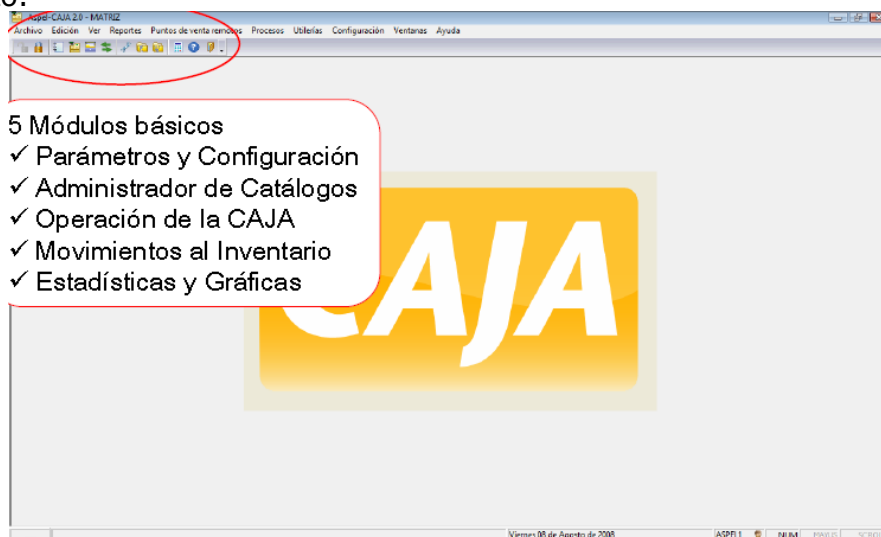 Aspel-CAJA 2.0 - MATRIZ
Archivo Edición Ver Reportes Puntos de venta remotos Procesos Utilerías Configuración Ventanas Ayuda
5 Módulos básicos
✓ Parámetros y Configuración
✓ Administrador de Catálogos
✓ Operación de la CAJA
✓ Movimientos al Inventario
✓ Estadísticas y Gráficas
CAJA
Viernes 08 de Agosto de 2008 ASPEL1 NUM MAYUS SCROL